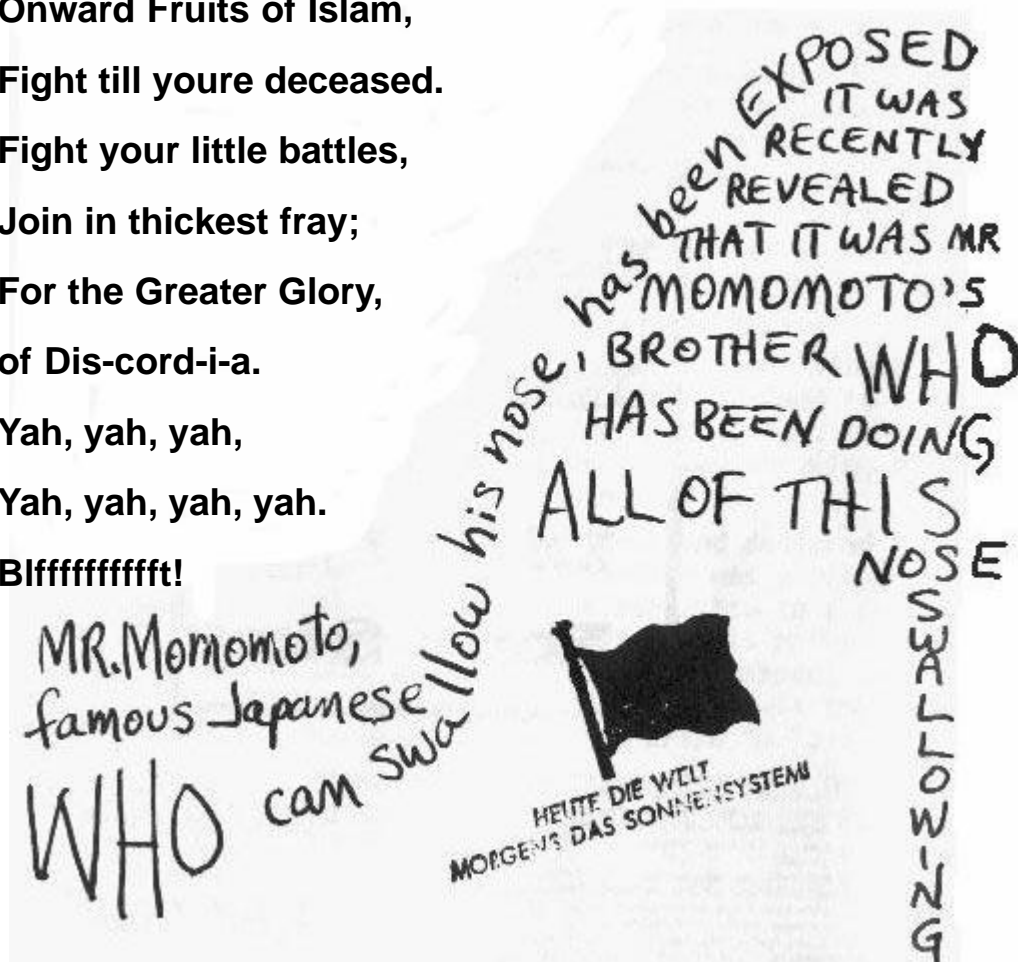 Onward Fruits of Islam,
Fight till youre deceased.
Fight your little battles,
Join in thickest fray;
For the Greater Glory,
of Dis-cord-i-a.
Yah, yah, yah,
Yah, yah, yah, yah.
Blffffffffffft!
MR. Momomoto,
famous Japanese
WHO can swallow his nose, has been EXPOSED
IT WAS
RECENTLY
REVEALED
THAT IT WAS MR
MOMOMOTO'S
BROTHER WHO
HAS BEEN DOING
ALL OF THIS
NOSE
SWALLOWING
HEUTE DIE WELT
MORGENS DAS SONNENSYSTEM!